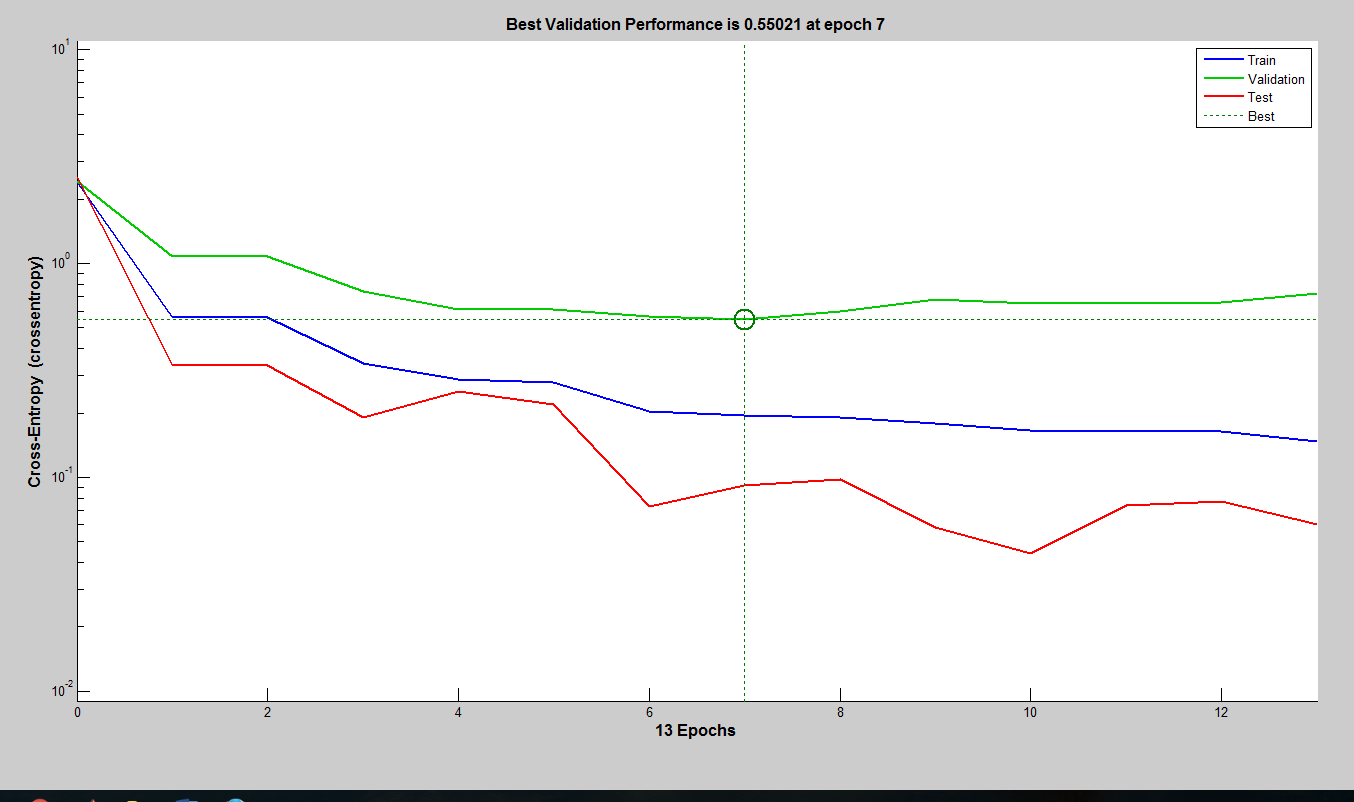 Best Validation Performance is 0.55021 at epoch 7
Train
Validation
Test
Best
Cross-Entropy (crossentropy)
10^1
10^0
10^-1
10^-2
0 2 4 6 8 10 12
13 Epochs